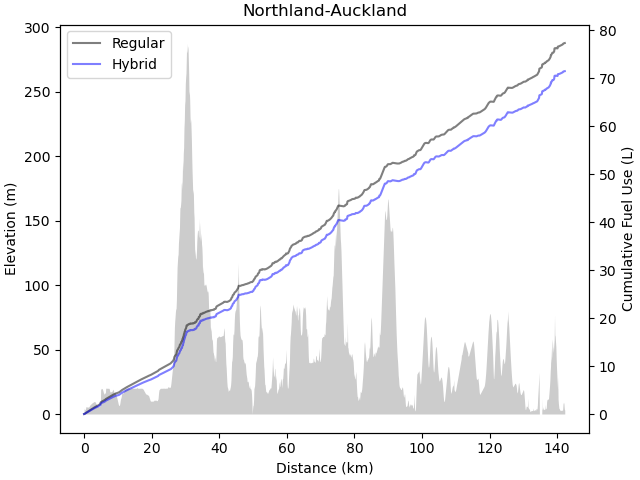 Northland-Auckland
Regular
Hybrid
300
250
200
150
100
50
0
Elevation (m)
80
70
60
50
40
30
20
10
0
Cumulative Fuel Use (L)
0 20 40 60 80 100 120 140
Distance (km)